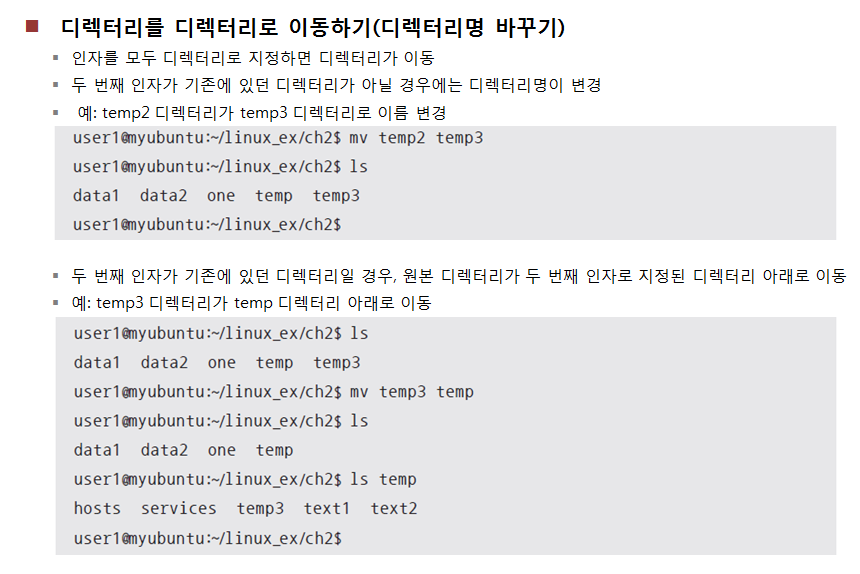 디렉터리를 디렉터리로 이동하기(디렉터리명 바꾸기)
인자를 모두 디렉터리로 지정하면 디렉터리가 이동
두 번째 인자가 기존에 있던 디렉터리가 아닐 경우에는 디렉터리명이 변경
예: temp2 디렉터리가 temp3 디렉터리로 이름 변경
user1@myubuntu:~/linux_ex/ch2$ mv temp2 temp3
user1@myubuntu:~/linux_ex/ch2$ ls
data1 data2 one temp temp3
user1@myubuntu:~/linux_ex/ch2$
두 번째 인자가 기존에 있던 디렉터리일 경우, 원본 디렉터리가 두 번째 인자로 지정된 디렉터리 아래로 이동
예: temp3 디렉터리가 temp 디렉터리 아래로 이동
user1@myubuntu:~/linux_ex/ch2$ ls
data1 data2 one temp temp3
user1@myubuntu:~/linux_ex/ch2$ mv temp3 temp
user1@myubuntu:~/linux_ex/ch2$ ls
data1 data2 one temp
user1@myubuntu:~/linux_ex/ch2$ ls temp
hosts services temp3 text1 text2
user1@myubuntu:~/linux_ex/ch2$